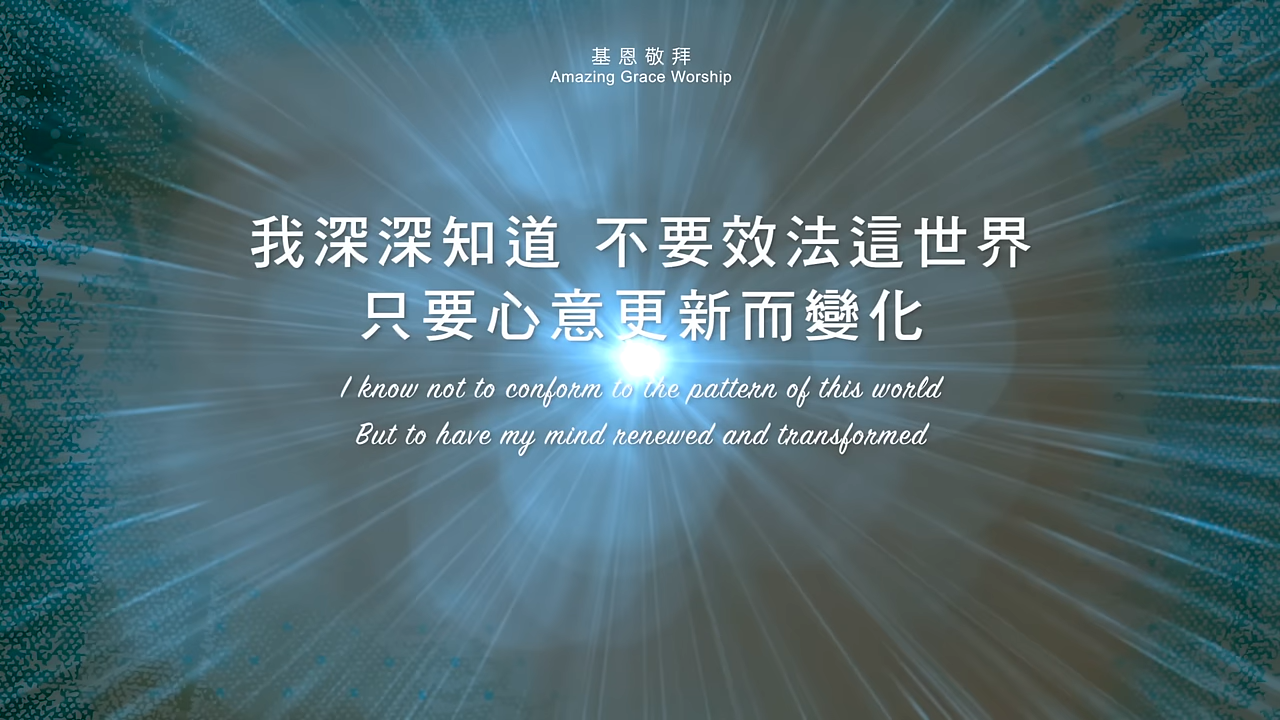 基恩敬拜
Amazing Grace Worship
我深深知道 不要效法這世界
只要心意更新而變化
I know not to conform to the pattern of this world
But to have my mind renewed and transformed